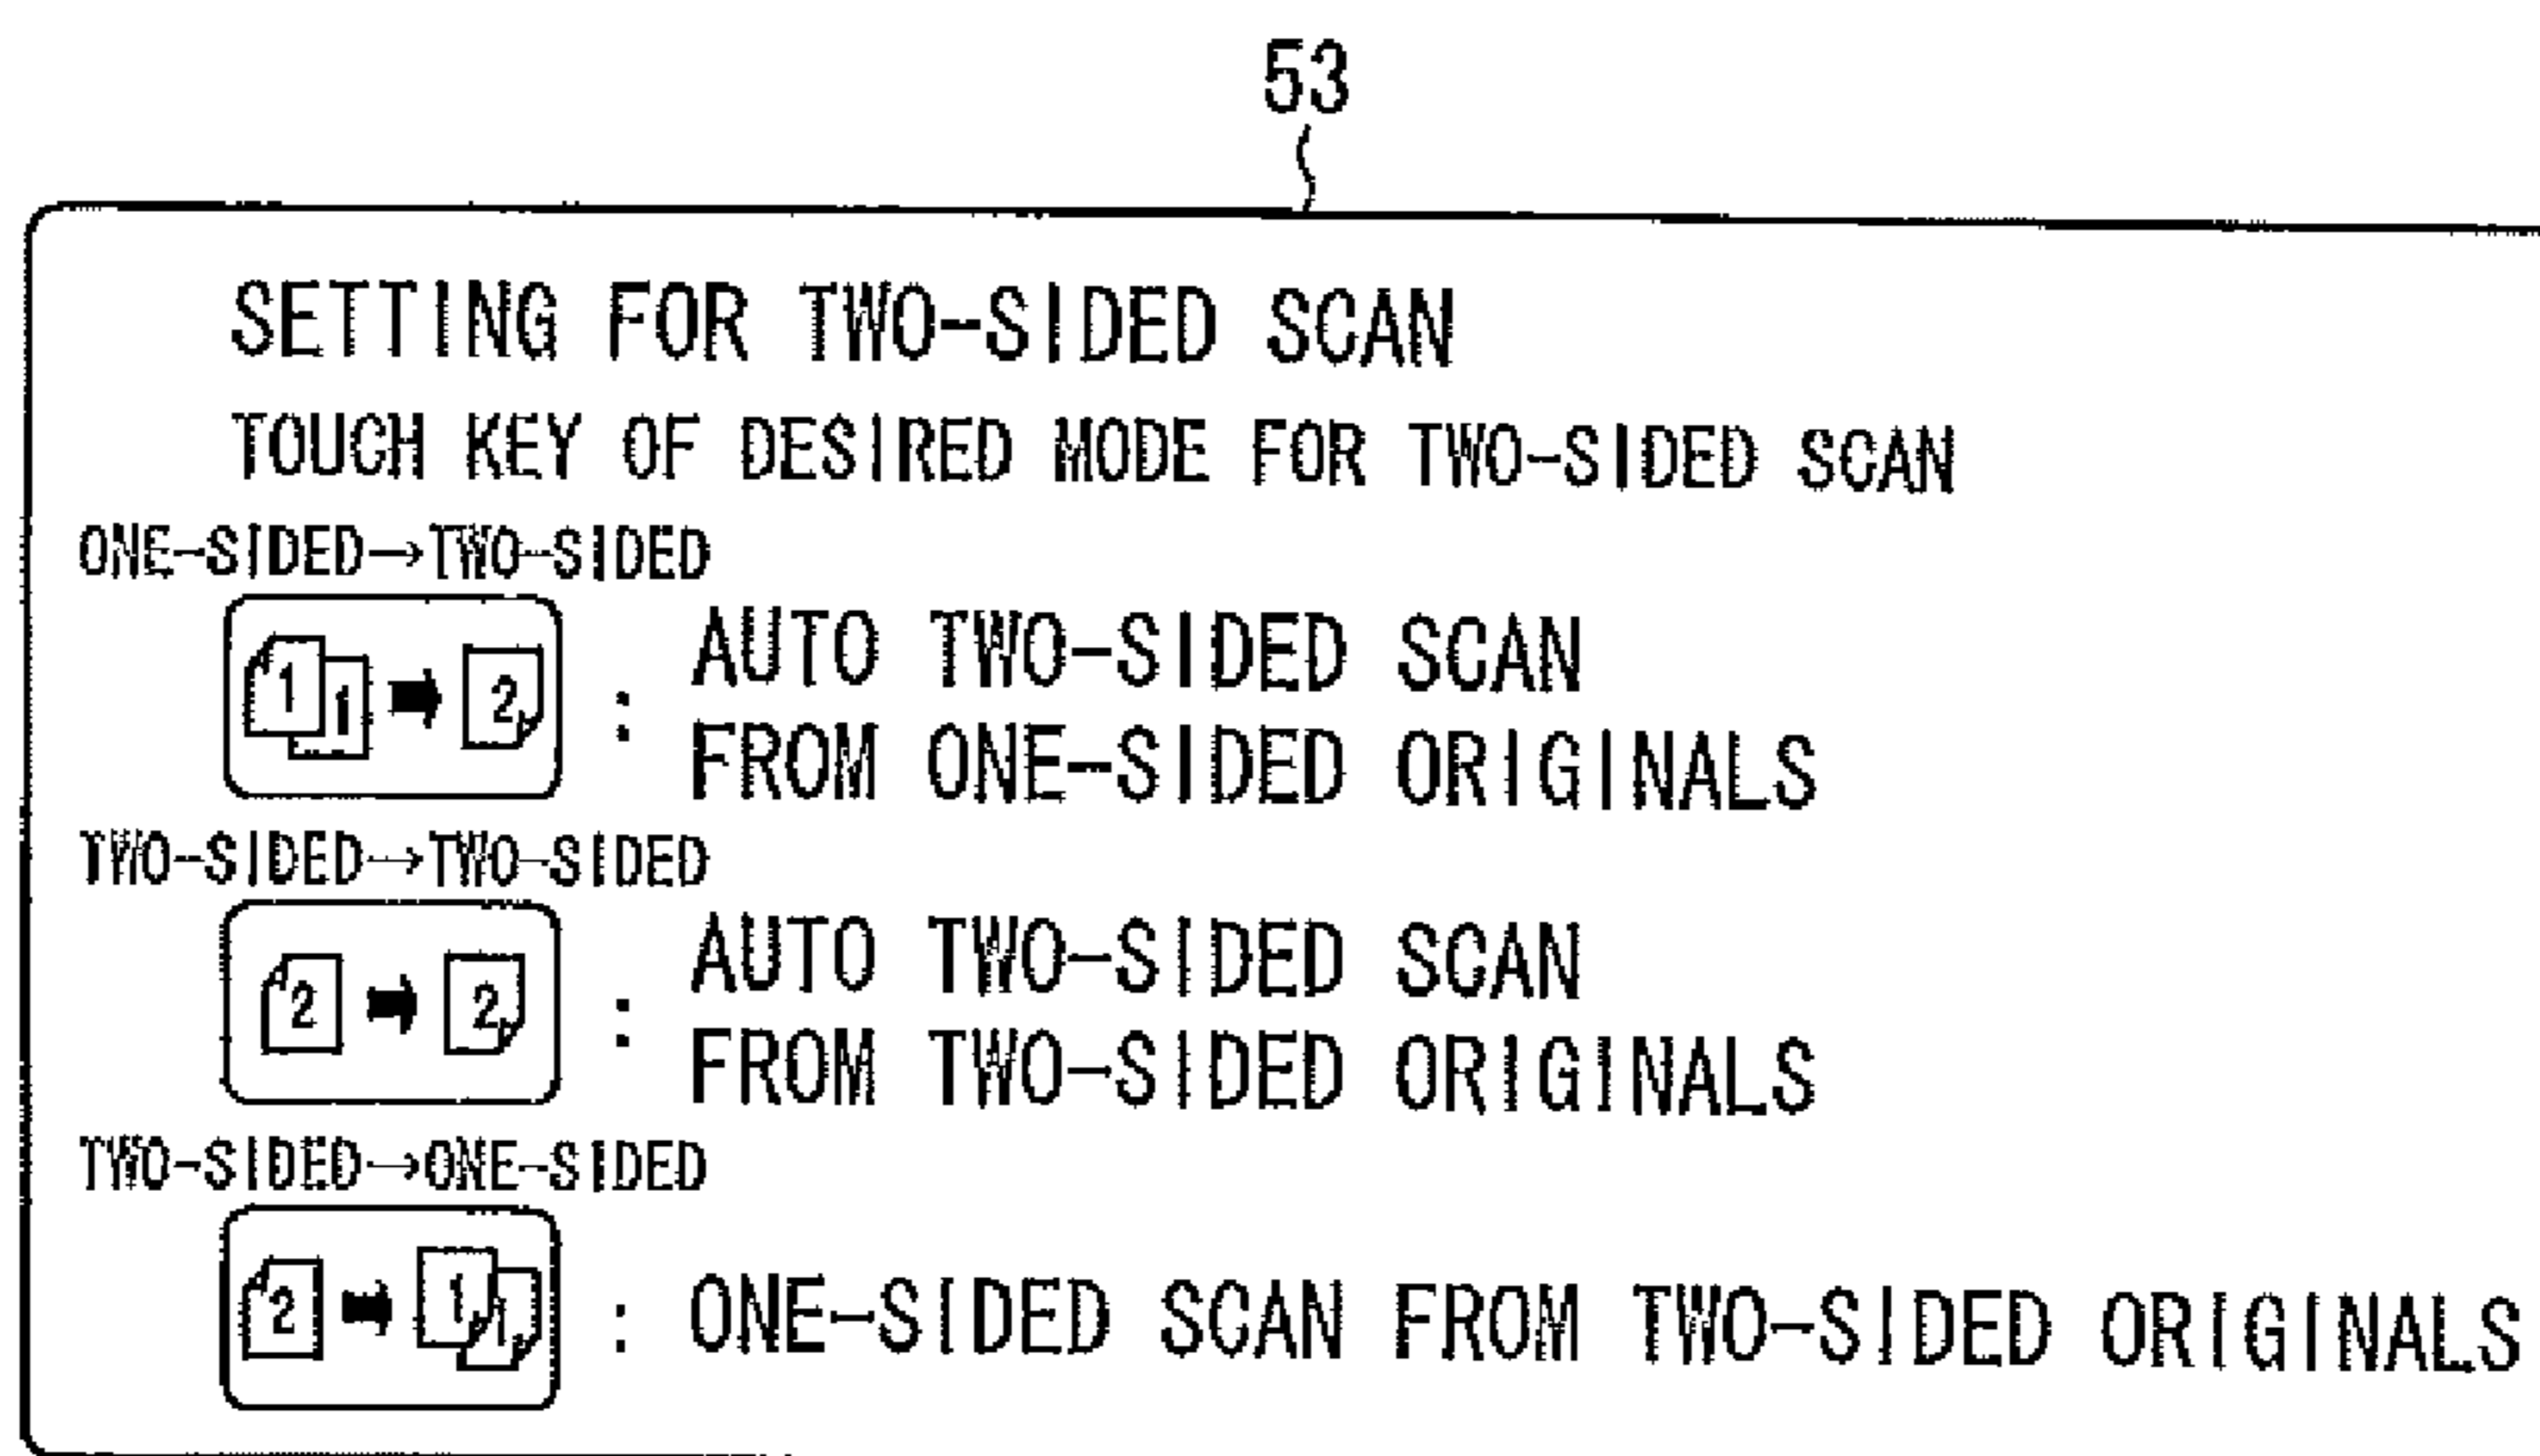 53
SETTING FOR TWO-SIDED SCAN
TOUCH KEY OF DESIRED MODE FOR TWO-SIDED SCAN
ONE-SIDED→TWO-SIDED
1 1 ➡ 2 : AUTO TWO-SIDED SCAN
FROM ONE-SIDED ORIGINALS
TWO-SIDED→TWO-SIDED
2 ➡ 2 : AUTO TWO-SIDED SCAN
FROM TWO-SIDED ORIGINALS
TWO-SIDED→ONE-SIDED
2 ➡ 1 1 : ONE-SIDED SCAN FROM TWO-SIDED ORIGINALS